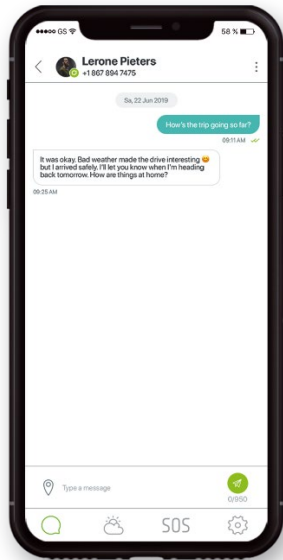 GS 58 %
Lerone Pieters
+1 867 894 7475
Sa, 22 Jun 2019
How's the trip going so far?
09:11 AM
It was okay. Bad weather made the drive interesting
but I arrived safely. I'll let you know when I'm heading
back tomorrow. How are things at home?
09:25 AM
Type a message
0/950
SOS